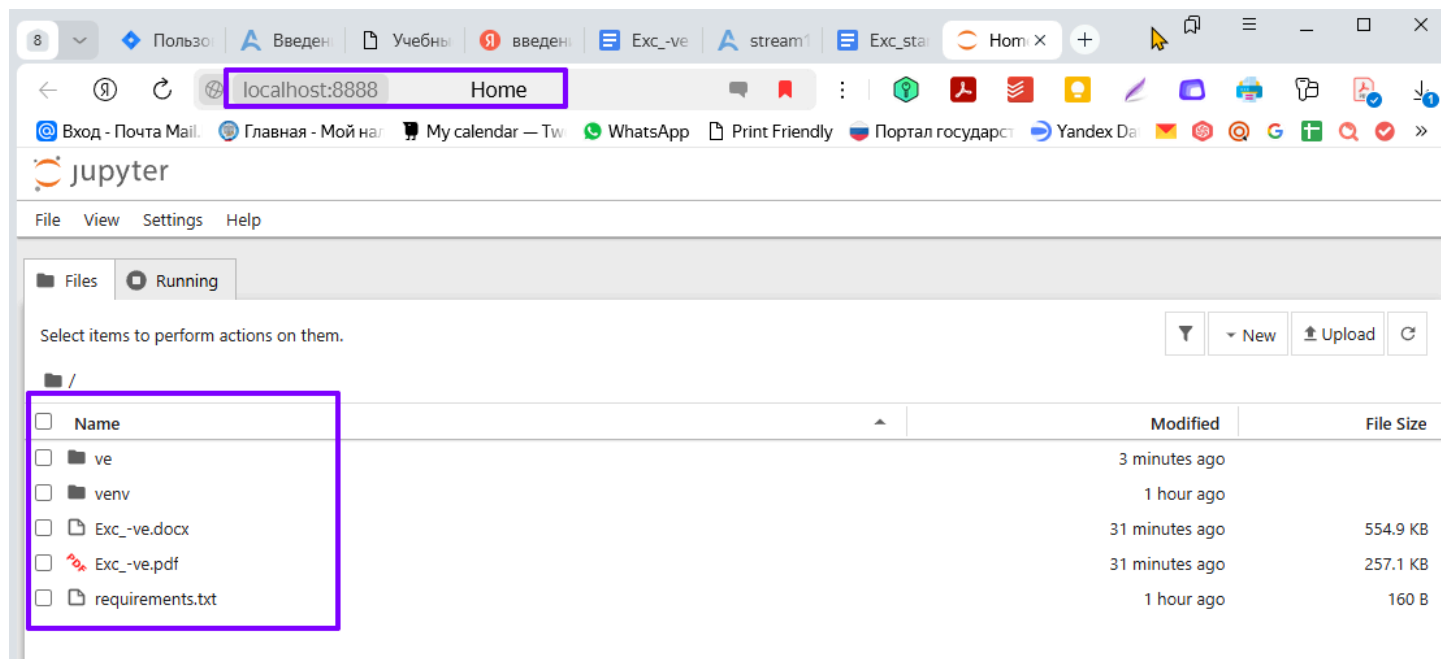 8 Пользо Введен Учебны введен Exc_-ve stream1 Exc_star Hom
localhost:8888 Home
Вход - Почта Mail. Главная - Мой нал My calendar — Tw WhatsApp Print Friendly Портал государст Yandex Da
jupyter
File View Settings Help
Files Running
Select items to perform actions on them.
New Upload
/
Name Modified File Size
ve 3 minutes ago
venv 1 hour ago
Exc_-ve.docx 31 minutes ago 554.9 KB
Exc_-ve.pdf 31 minutes ago 257.1 KB
requirements.txt 1 hour ago 160 B